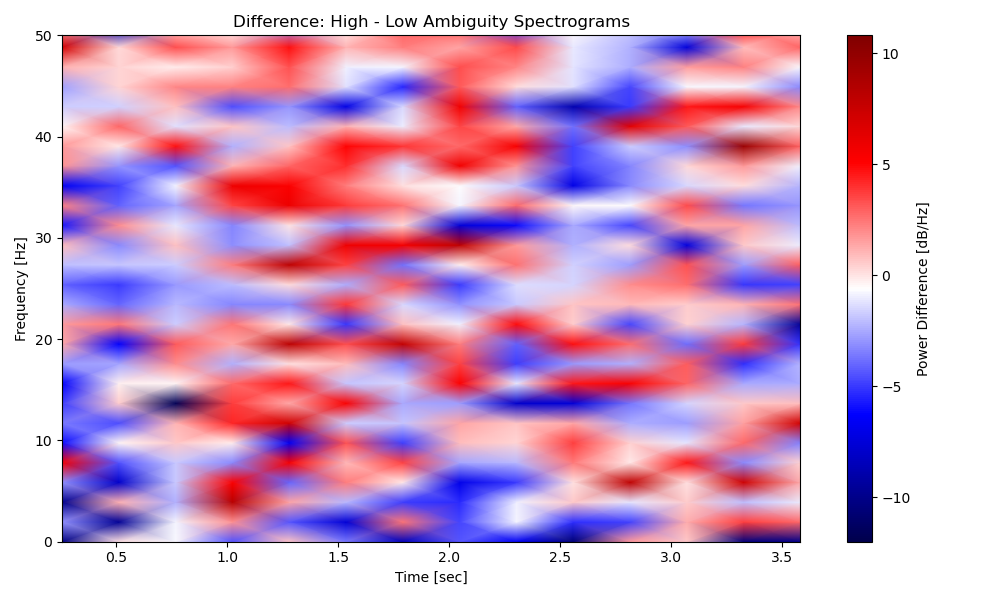 Difference: High - Low Ambiguity Spectrograms
Frequency [Hz]
50
40
30
20
10
0
0.5 1.0 1.5 2.0 2.5 3.0 3.5
Time [sec]
10
5
0
−5
−10
Power Difference [dB/Hz]